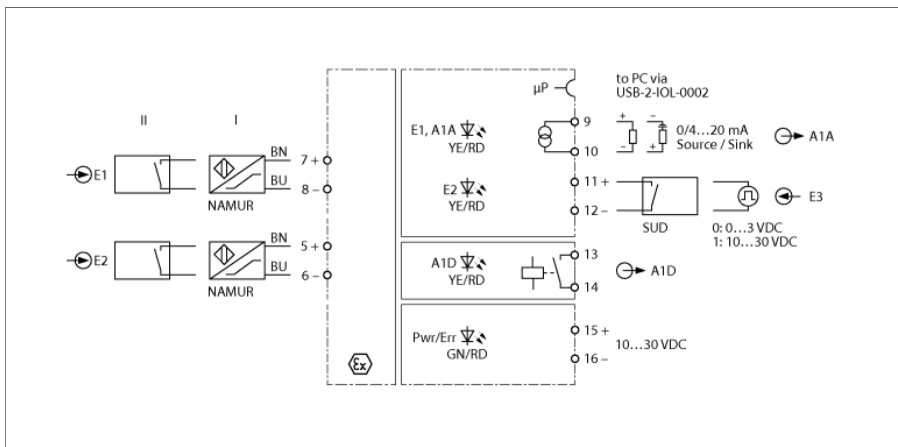 to PC via
USB-2-IOL-0002
µP
II
I
E1, A1A
YE/RD
9
10
+
–
–
+
0/4…20 mA
Source / Sink
A1A
E1
BN
7 +
BU
8 –
NAMUR
E2
YE/RD
11 +
12 –
SUD
E3
0: 0…3 VDC
1: 10…30 VDC
E2
BN
5 +
BU
6 –
NAMUR
A1D
YE/RD
13
14
A1D
Pwr/Err
GN/RD
15 +
16 –
10…30 VDC
Ex